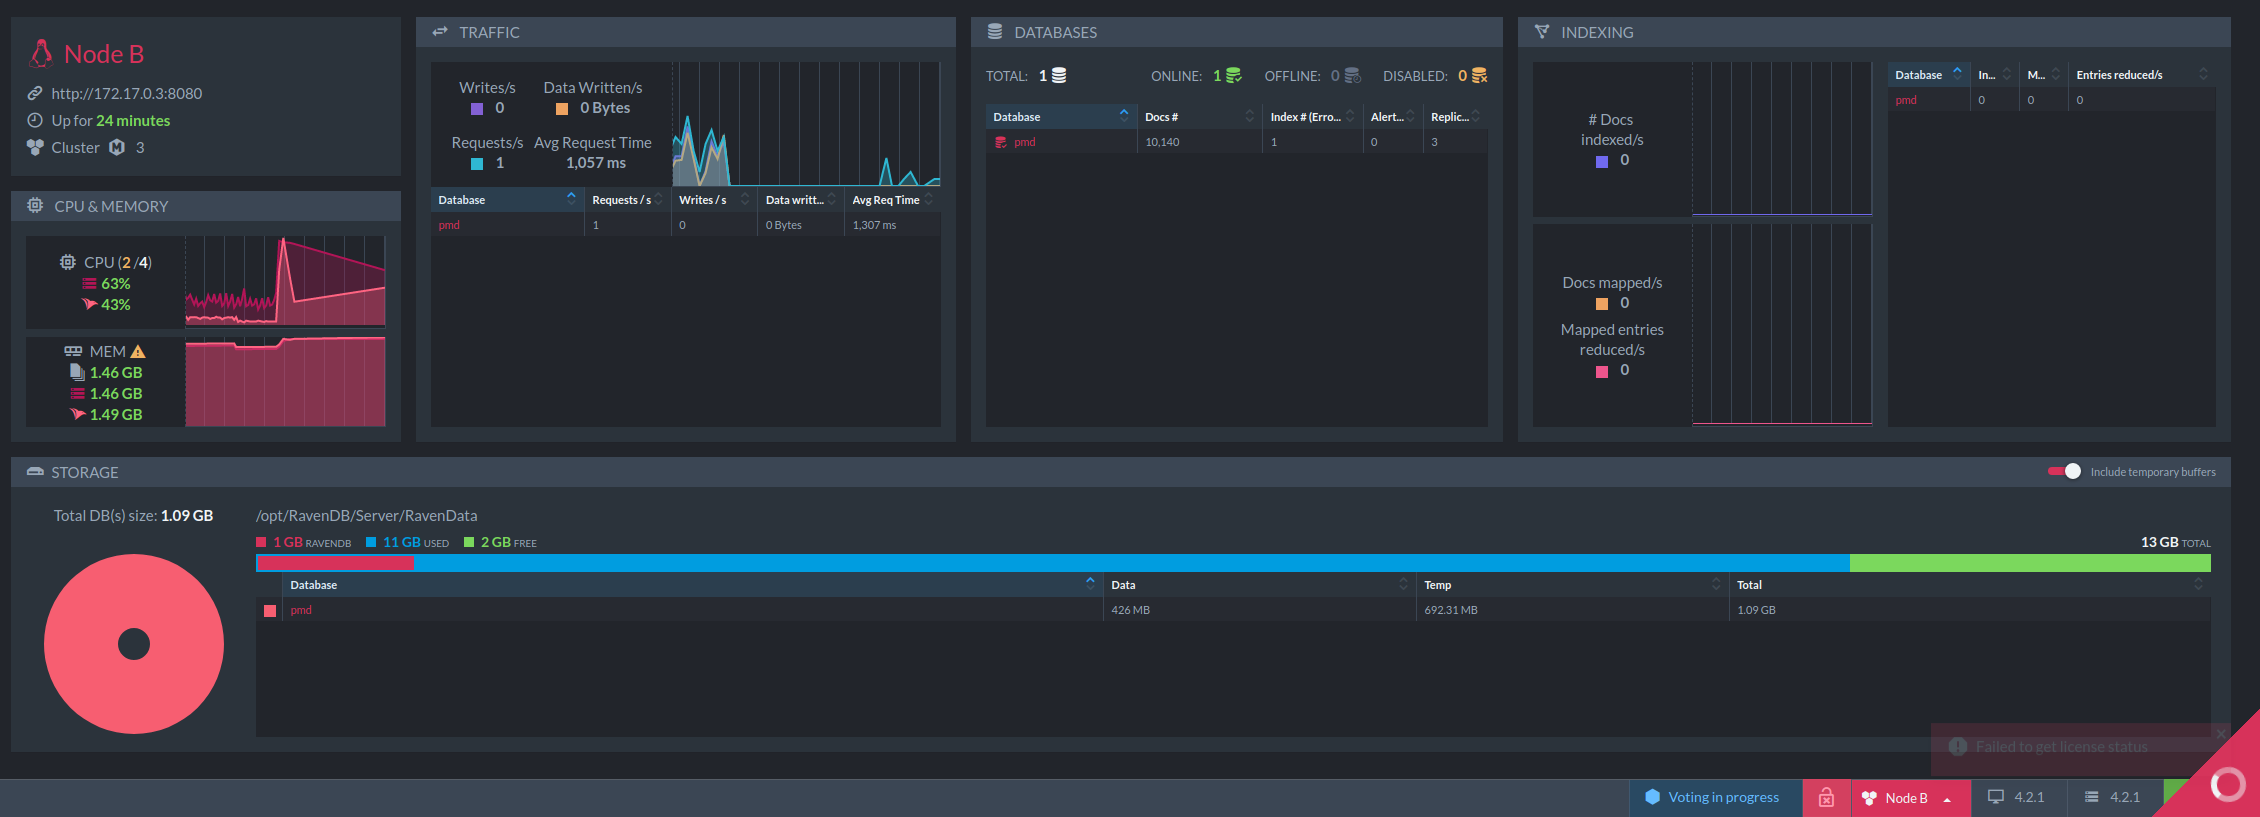 Node B
http://172.17.0.3:8080
Up for 24 minutes
Cluster M 3
CPU & MEMORY
CPU (2 /4)
63%
43%
MEM
1.46 GB
1.46 GB
1.49 GB
TRAFFIC
Writes/s Data Written/s
0 0 Bytes
Requests/s Avg Request Time
1 1,057 ms
Database Requests / s Writes / s Data writt... Avg Req Time
pmd 1 0 0 Bytes 1,307 ms
DATABASES
TOTAL: 1 ONLINE: 1 OFFLINE: 0 DISABLED: 0
Database Docs # Index # (Erro... Alert... Replic...
pmd 10,140 1 0 3
INDEXING
# Docs
indexed/s
0
Docs mapped/s
0
Mapped entries
reduced/s
0
Database In... M... Entries reduced/s
pmd 0 0 0
STORAGE
Include temporary buffers
Total DB(s) size: 1.09 GB
/opt/RavenDB/Server/RavenData
1 GB RAVENDB 11 GB USED 2 GB FREE 13 GB TOTAL
Database Data Temp Total
pmd 426 MB 692.31 MB 1.09 GB
Failed to get license status
Voting in progress Node B 4.2.1 4.2.1